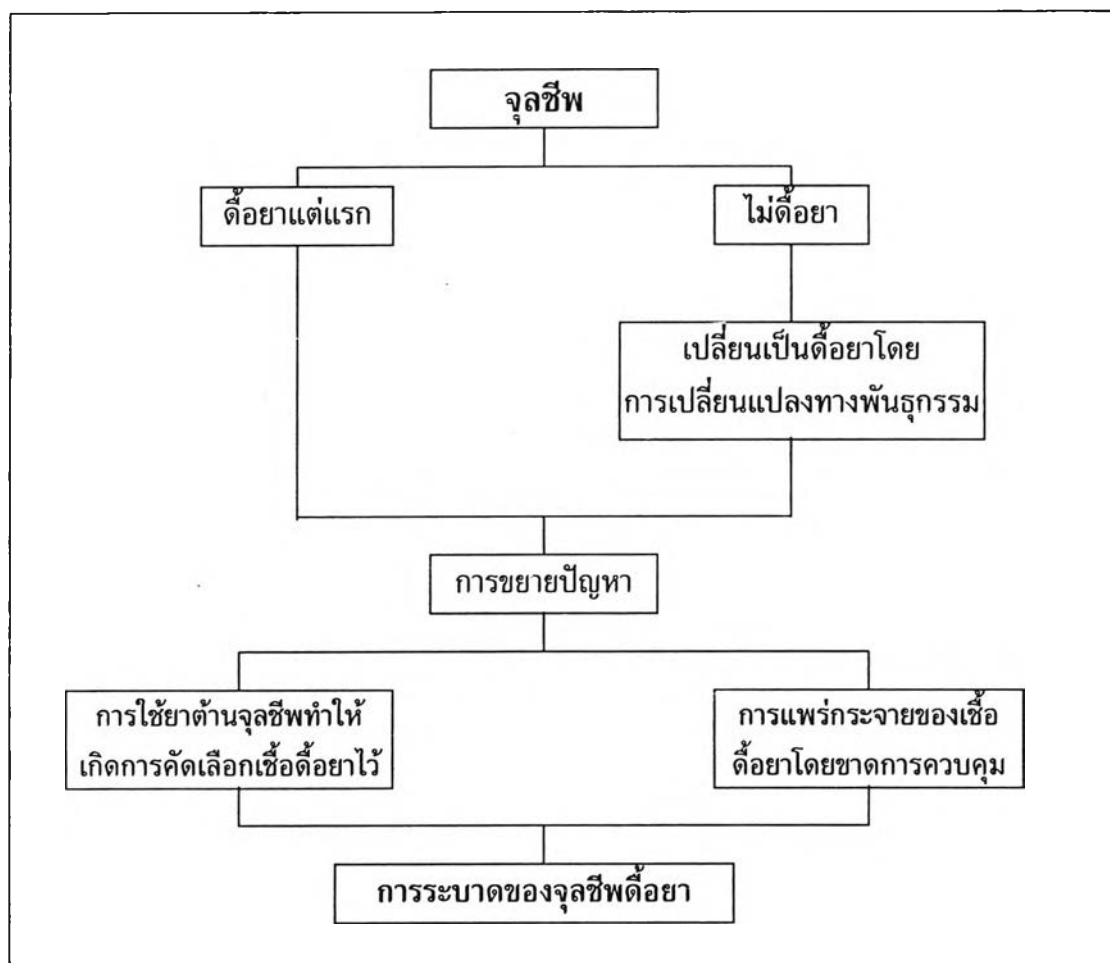 จุลชีพ
ดื้อยาแต่แรก
ไม่ดื้อยา
เปลี่ยนเป็นดื้อยาโดย
การเปลี่ยนแปลงทางพันธุกรรม
การขยายปัญหา
การใช้ยาต้านจุลชีพทำให้
เกิดการคัดเลือกเชื้อดื้อยาไว้
การแพร่กระจายของเชื้อ
ดื้อยาโดยขาดการควบคุม
การระบาดของจุลชีพดื้อยา